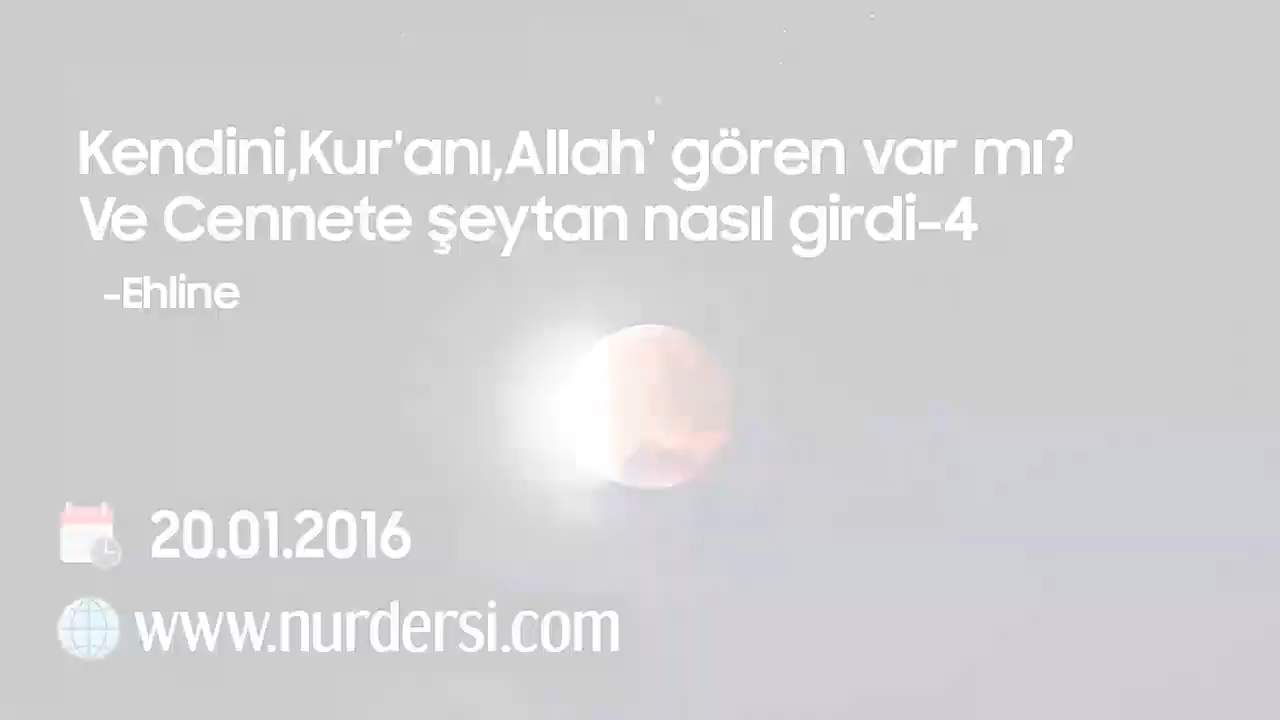 Kendini,Kur'anı,Allah' gören var mı?
Ve Cennete şeytan nasıl girdi-4
-Ehline
20.01.2016
www.nurdersi.com